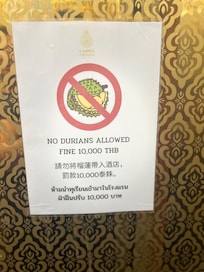 NO DURIANS ALLOWED
FINE 10,000 THB
請勿將榴蓮帶入酒店,
罰款10,000泰銖。
ห้ามนำทุเรียนเข้ามาในโรงแรม
ฝ่าฝืนปรับ 10,000 บาท